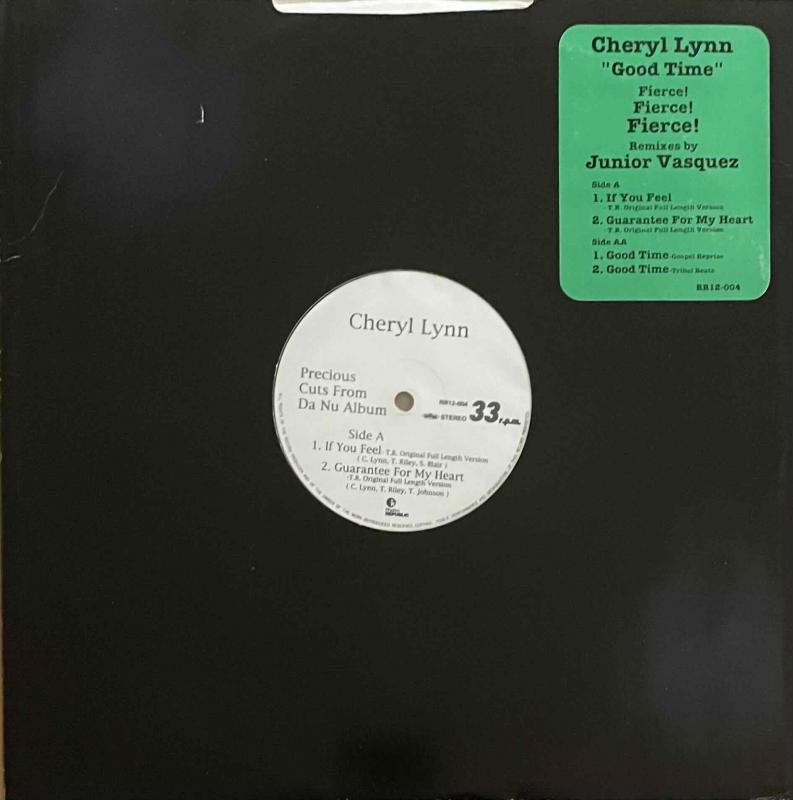 Cheryl Lynn
"Good Time"
Fierce!
Fierce!
Fierce!
Remixes by
Junior Vasquez
Side A
1. If You Feel
-T.R. Original Full Length Version
2. Guarantee For My Heart
-T.R. Original Full Length Version
Side AA
1. Good Time -Gospel Reprise
2. Good Time -Tribal Beats
RR12-004
Cheryl Lynn
Precious
Cuts From
Da Nu Album
RR12-004
STEREO 33 r.p.m.
Side A
1. If You Feel -T.R. Original Full Length Version
( C. Lynn, T. Riley, S. Blair )
2. Guarantee For My Heart
-T.R. Original Full Length Version
( C. Lynn, T. Riley, T. Johnson )
REPUBLIC